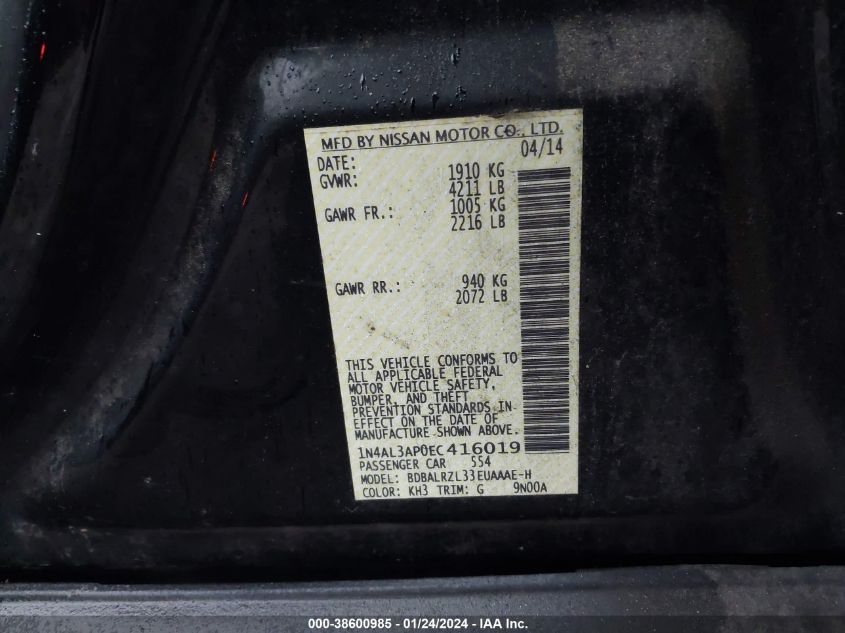 MFD BY NISSAN MOTOR CO., LTD.
DATE: 04/14
GVWR: 1910 KG
4211 LB
GAWR FR.: 1005 KG
2216 LB
GAWR RR.: 940 KG
2072 LB
THIS VEHICLE CONFORMS TO
ALL APPLICABLE FEDERAL
MOTOR VEHICLE SAFETY,
BUMPER, AND THEFT
PREVENTION STANDARDS IN
EFFECT ON THE DATE OF
MANUFACTURE SHOWN ABOVE.
1N4AL3AP0EC416019
PASSENGER CAR 554
MODEL: BDBALRZL33EUAAAE-H
COLOR: KH3 TRIM: G 9N00A
000-38600985 - 01/24/2024 - IAA Inc.